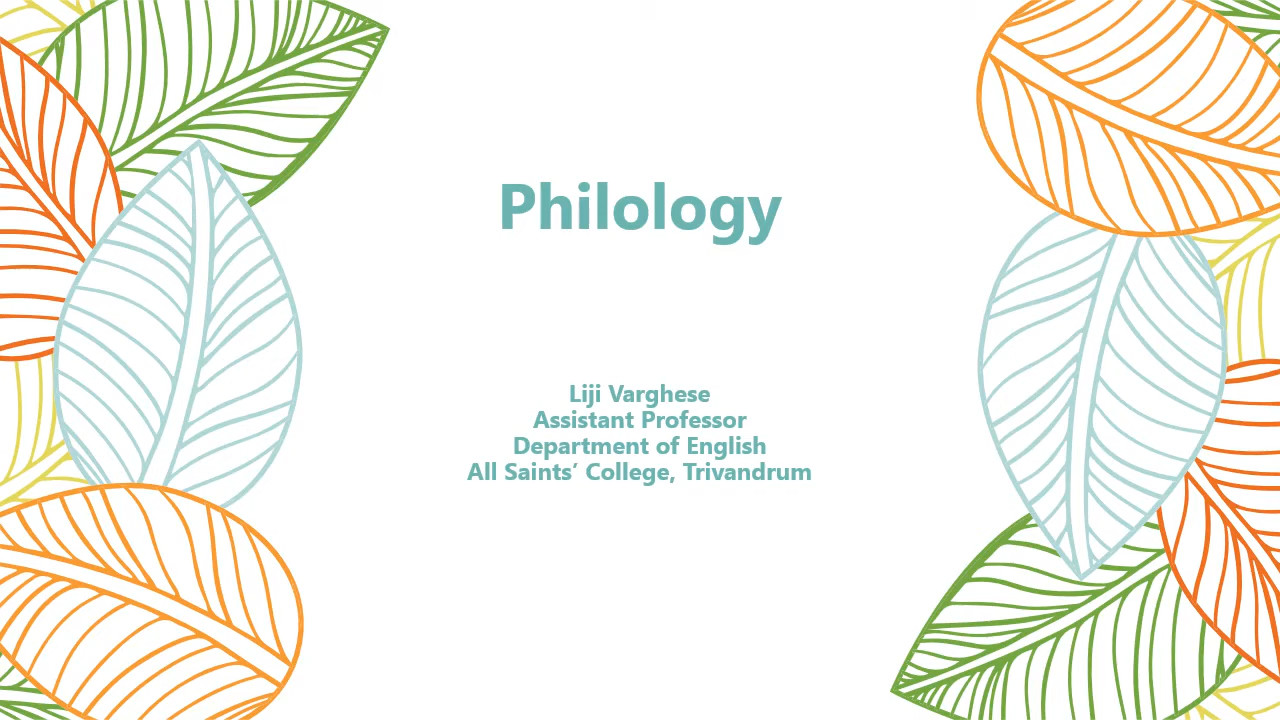 Philology
Liji Varghese
Assistant Professor
Department of English
All Saints’ College, Trivandrum